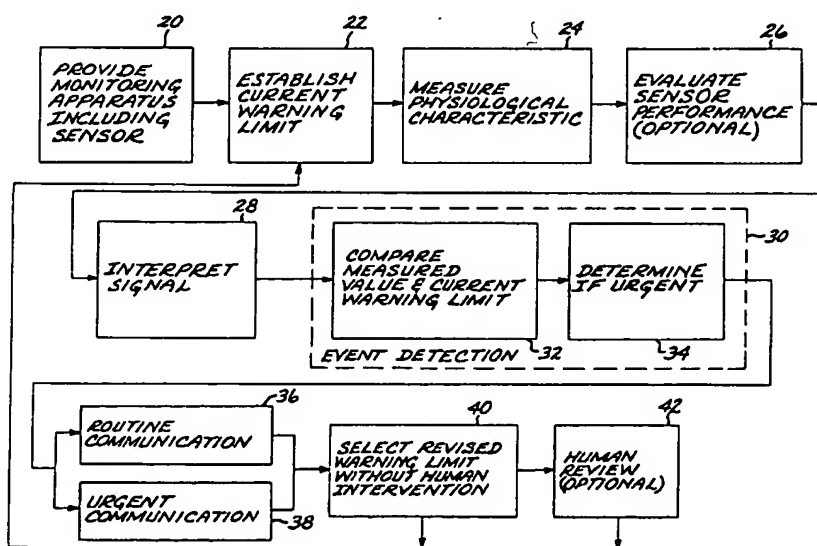 20
PROVIDE
MONITORING
APPARATUS
INCLUDING
SENSOR
22
ESTABLISH
CURRENT
WARNING
LIMIT
24
MEASURE
PHYSIOLOGICAL
CHARACTERISTIC
26
EVALUATE
SENSOR
PERFORMANCE
(OPTIONAL)
28
INTERPRET
SIGNAL
30
COMPARE
MEASURED
VALUE & CURRENT
WARNING LIMIT
32
DETERMINE
IF URGENT
34
EVENT DETECTION
36
ROUTINE
COMMUNICATION
URGENT
COMMUNICATION
38
40
SELECT REVISED
WARNING LIMIT
WITHOUT HUMAN
INTERVENTION
42
HUMAN
REVIEW
(OPTIONAL)